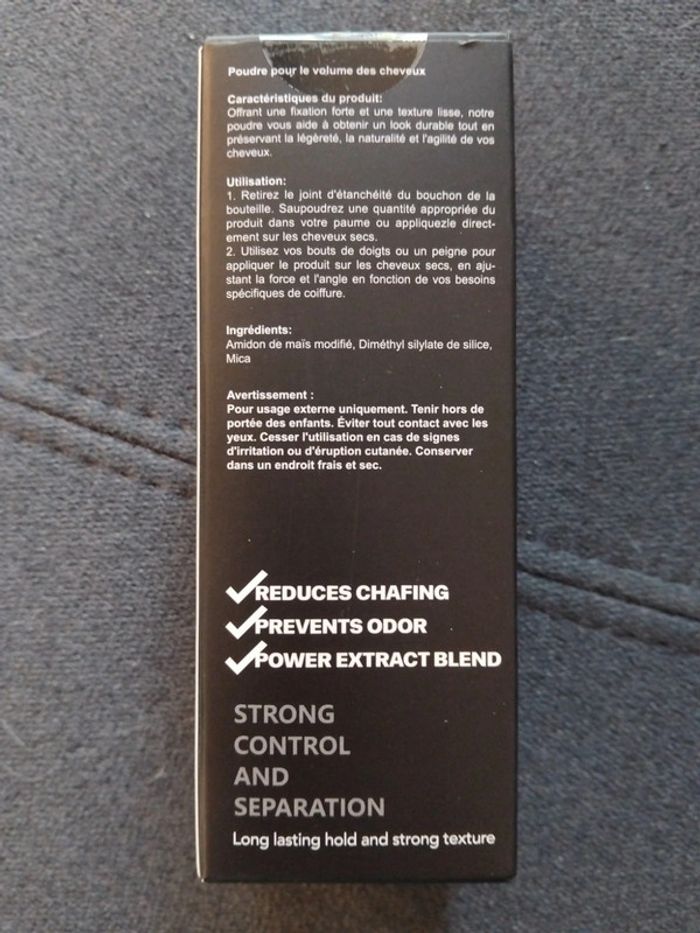 Poudre pour le volume des cheveux
Caractéristiques du produit:
Offrant une fixation forte et une texture lisse, notre
poudre vous aide à obtenir un look durable tout en
préservant la légèreté, la naturalité et l'agilité de vos
cheveux.
Utilisation:
1. Retirez le joint d'étanchéité du bouchon de la
bouteille. Saupoudrez une quantité appropriée du
produit dans votre paume ou appliquezle direct-
ement sur les cheveux secs.
2. Utilisez vos bouts de doigts ou un peigne pour
appliquer le produit sur les cheveux secs, en aju-
stant la force et l'angle en fonction de vos besoins
spécifiques de coiffure.
Ingrédients:
Amidon de maïs modifié, Diméthyl silylate de silice,
Mica
Avertissement :
Pour usage externe uniquement. Tenir hors de
portée des enfants. Éviter tout contact avec les
yeux. Cesser l'utilisation en cas de signes
d'irritation ou d'éruption cutanée. Conserver
dans un endroit frais et sec.
REDUCES CHAFING
PREVENTS ODOR
POWER EXTRACT BLEND
STRONG
CONTROL
AND
SEPARATION
Long lasting hold and strong texture